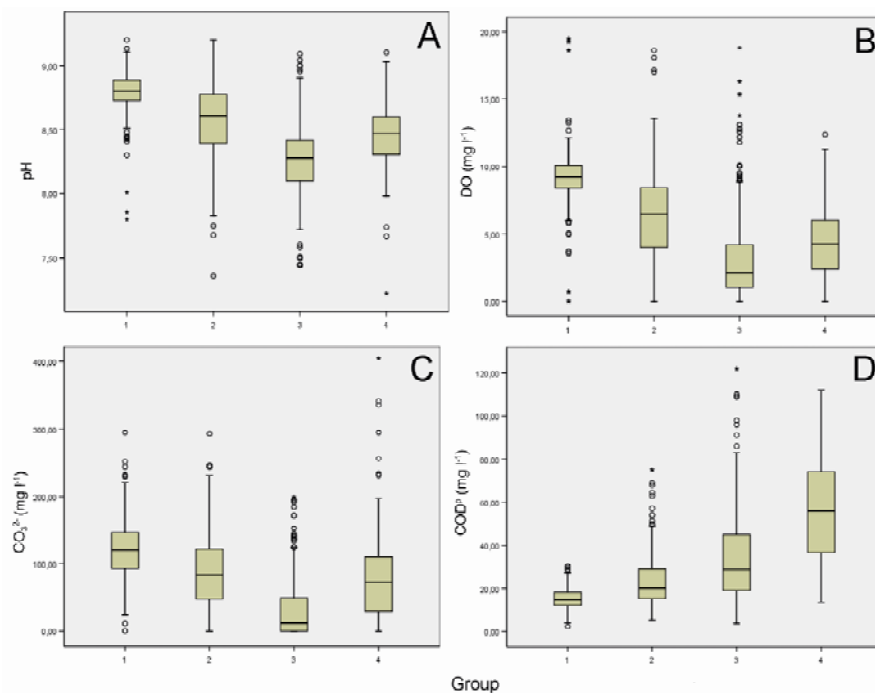 A
pH
9,00
8,50
8,00
7,50
1 2 3 4
B
DO (mg l⁻¹)
20,00
15,00
10,00
5,00
0,00
1 2 3 4
C
CO₃²⁻ (mg l⁻¹)
400,00
300,00
200,00
100,00
0,00
1 2 3 4
D
(mg l⁻¹)
120,00
100,00
80,00
60,00
40,00
20,00
0,00
1 2 3 4
Group